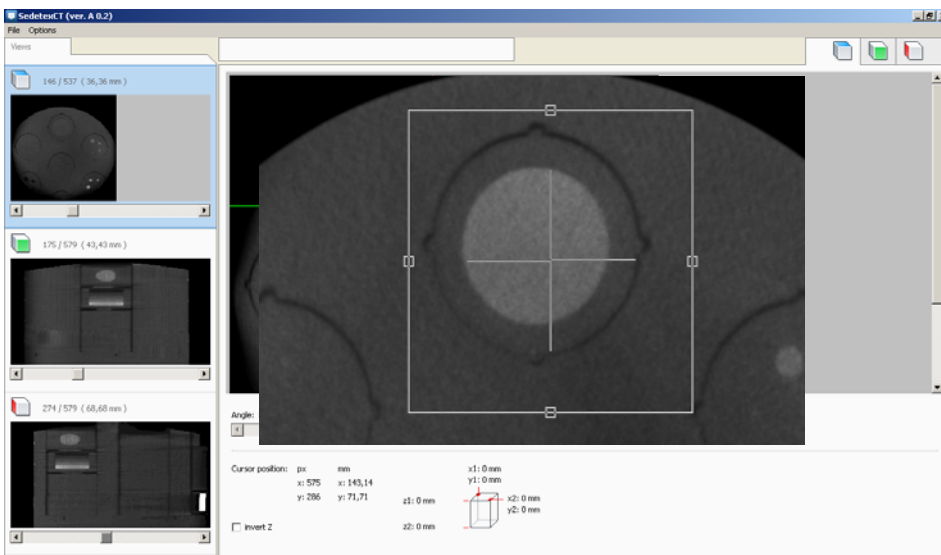 SedetexCT (ver. A 0.2)
File Options
Views
146 / 537 ( 36,36 mm )
175 / 579 ( 43,43 mm )
274 / 579 ( 68,68 mm )
Angle:
Cursor position: px mm
x: 575 x: 143,14
y: 286 y: 71,71
invert Z
x1: 0 mm
y1: 0 mm
z1: 0 mm
x2: 0 mm
y2: 0 mm
z2: 0 mm